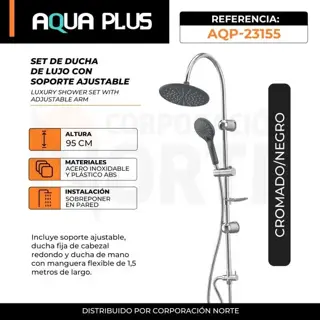 AQUA PLUS
REFERENCIA:
AQP-23155
SET DE DUCHA
DE LUJO CON
SOPORTE AJUSTABLE
LUXURY SHOWER SET WITH
ADJUSTABLE ARM
ALTURA
95 CM
MATERIALES
ACERO INOXIDABLE
Y PLÁSTICO ABS
INSTALACIÓN
SOBREPONER
EN PARED
CROMADO/NEGRO
Incluye soporte ajustable,
ducha fija de cabezal
redondo y ducha de mano
con manguera flexible de 1,5
metros de largo.
DISTRIBUIDO POR CORPORACIÓN NORTE